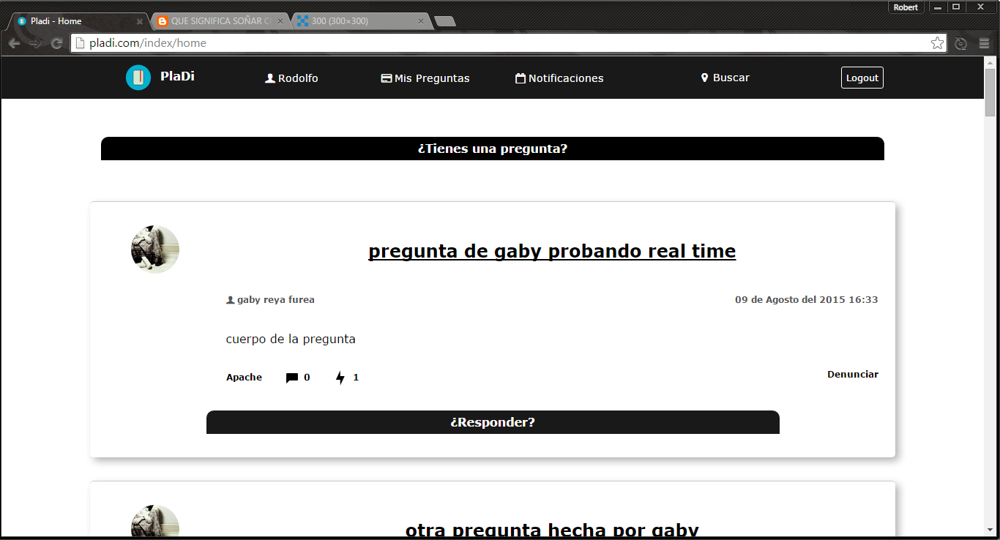 Robert
Pladi - Home
QUE SIGNIFICA SOÑAR C
300 (300×300)
pladi.com/index/home
PlaDi
Rodolfo
Mis Preguntas
Notificaciones
Buscar
Logout
¿Tienes una pregunta?
pregunta de gaby probando real time
gaby reya furea
09 de Agosto del 2015 16:33
cuerpo de la pregunta
Apache
0
1
Denunciar
¿Responder?
otra pregunta hecha por gaby